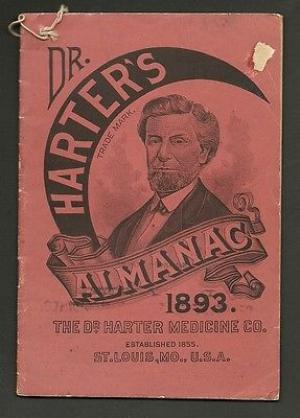 DR.
HARTER'S
TRADE MARK.
ALMANAC
1893.
THE DR HARTER MEDICINE CO.
ESTABLISHED 1855.
ST. LOUIS, MO., U.S.A.